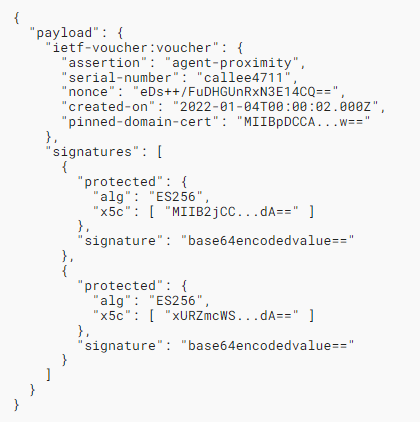 {
  "payload": {
    "ietf-voucher:voucher": {
      "assertion": "agent-proximity",
      "serial-number": "callee4711",
      "nonce": "eDs++/FuDHGUnRxN3E14CQ==",
      "created-on": "2022-01-04T00:00:02.000Z",
      "pinned-domain-cert": "MIIBpDCCA...w=="
    },
    "signatures": [
      {
        "protected": {
          "alg": "ES256",
          "x5c": [ "MIIB2jCC...dA==" ]
        },
        "signature": "base64encodedvalue=="
      },
      {
        "protected": {
          "alg": "ES256",
          "x5c": [ "xURZmcWS...dA==" ]
        },
        "signature": "base64encodedvalue=="
      }
    ]
  }
}